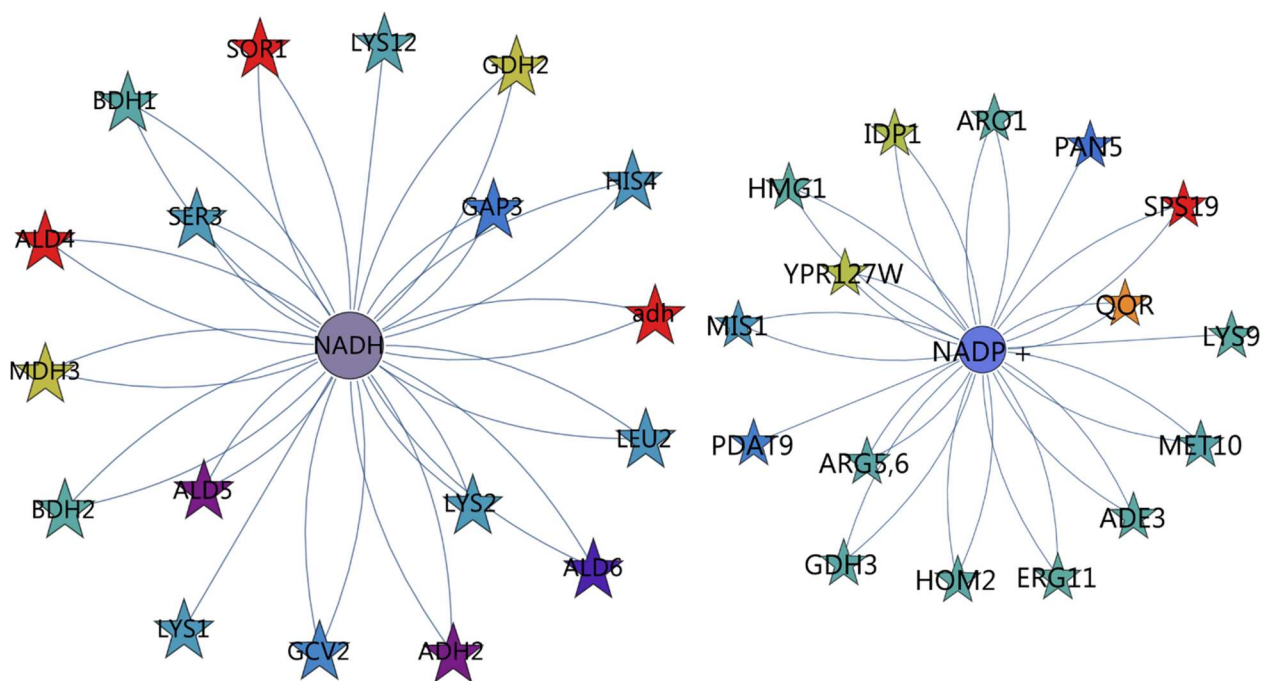 SOR1
LYS12
GDH2
BDH1
HIS4
SER3
GAP3
ALD4
adh
NADH
MDH3
LEU2
ALD5
LYS2
BDH2
ALD6
LYS1
GCV2
ADH2
ARO1
IDP1
PAN5
HMG1
SPS19
YPR127W
QOR
MIS1
LYS9
NADP +
PDAT9
MET10
ARG5,6
ADE3
GDH3
HOM2
ERG11